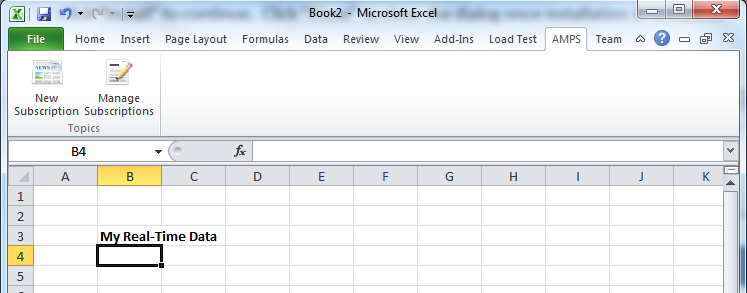 Book2 - Microsoft Excel
File Home Insert Page Layout Formulas Data Review View Add-Ins Load Test AMPS Team
New Subscription Manage Subscriptions
Topics
B4 fx
A B C D E F G H I J K
1
2
3 My Real-Time Data
4
5